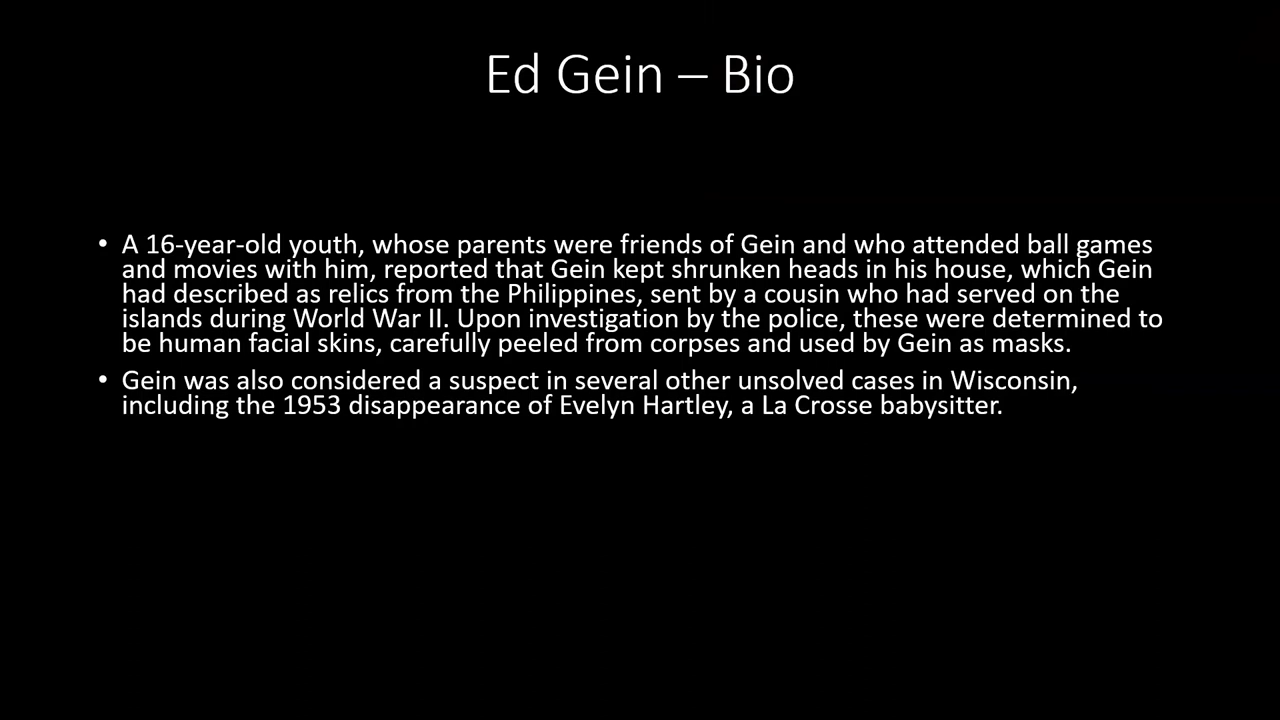 Ed Gein – Bio
• A 16-year-old youth, whose parents were friends of Gein and who attended ball games
and movies with him, reported that Gein kept shrunken heads in his house, which Gein
had described as relics from the Philippines, sent by a cousin who had served on the
islands during World War II. Upon investigation by the police, these were determined to
be human facial skins, carefully peeled from corpses and used by Gein as masks.
• Gein was also considered a suspect in several other unsolved cases in Wisconsin,
including the 1953 disappearance of Evelyn Hartley, a La Crosse babysitter.